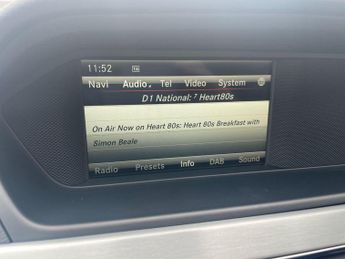 11:52
Navi Audio Tel Video System
D1 National: Heart80s
On Air Now on Heart 80s: Heart 80s Breakfast with
Simon Beale
Radio Presets Info DAB Sound